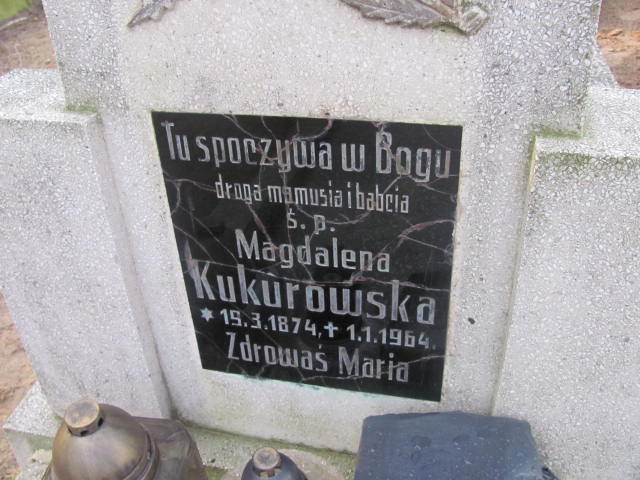 Tu spoczywa w Bogu
droga mamusia i babcia
ś. p.
Magdalena
Kukurowska
* 19.3.1874, + 1.1.1964.
Zdrowaś Maria